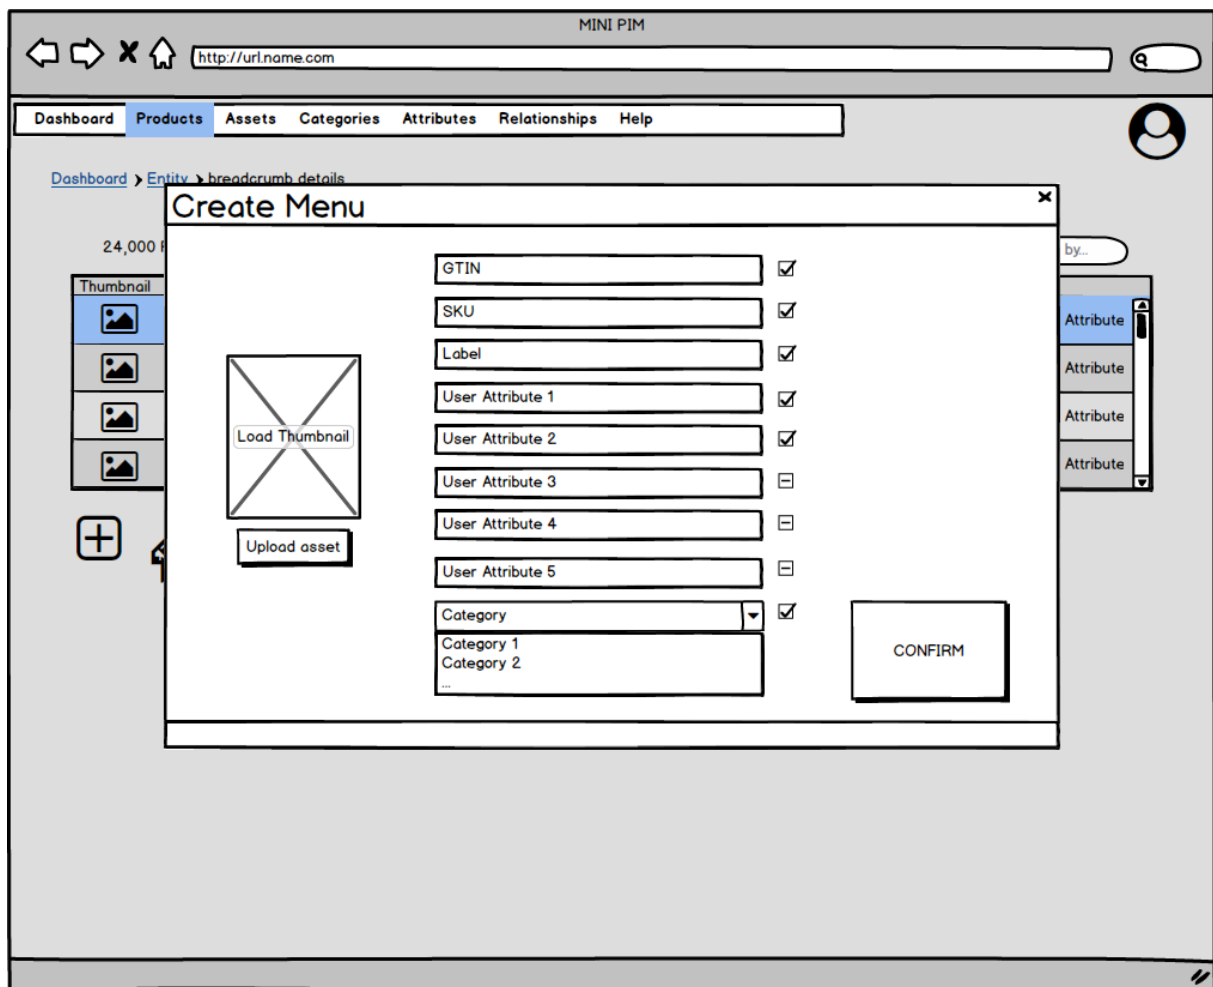 MINI PIM
http://url.name.com
Dashboard Products Assets Categories Attributes Relationships Help
Dashboard Entity breadcrumb details
Create Menu
24,000
by...
GTIN
Thumbnail
SKU
Attribute
Label
Attribute
User Attribute 1
Attribute
User Attribute 2
Load Thumbnail
Attribute
User Attribute 3
User Attribute 4
Upload asset
User Attribute 5
Category
Category 1
Category 2
...
CONFIRM